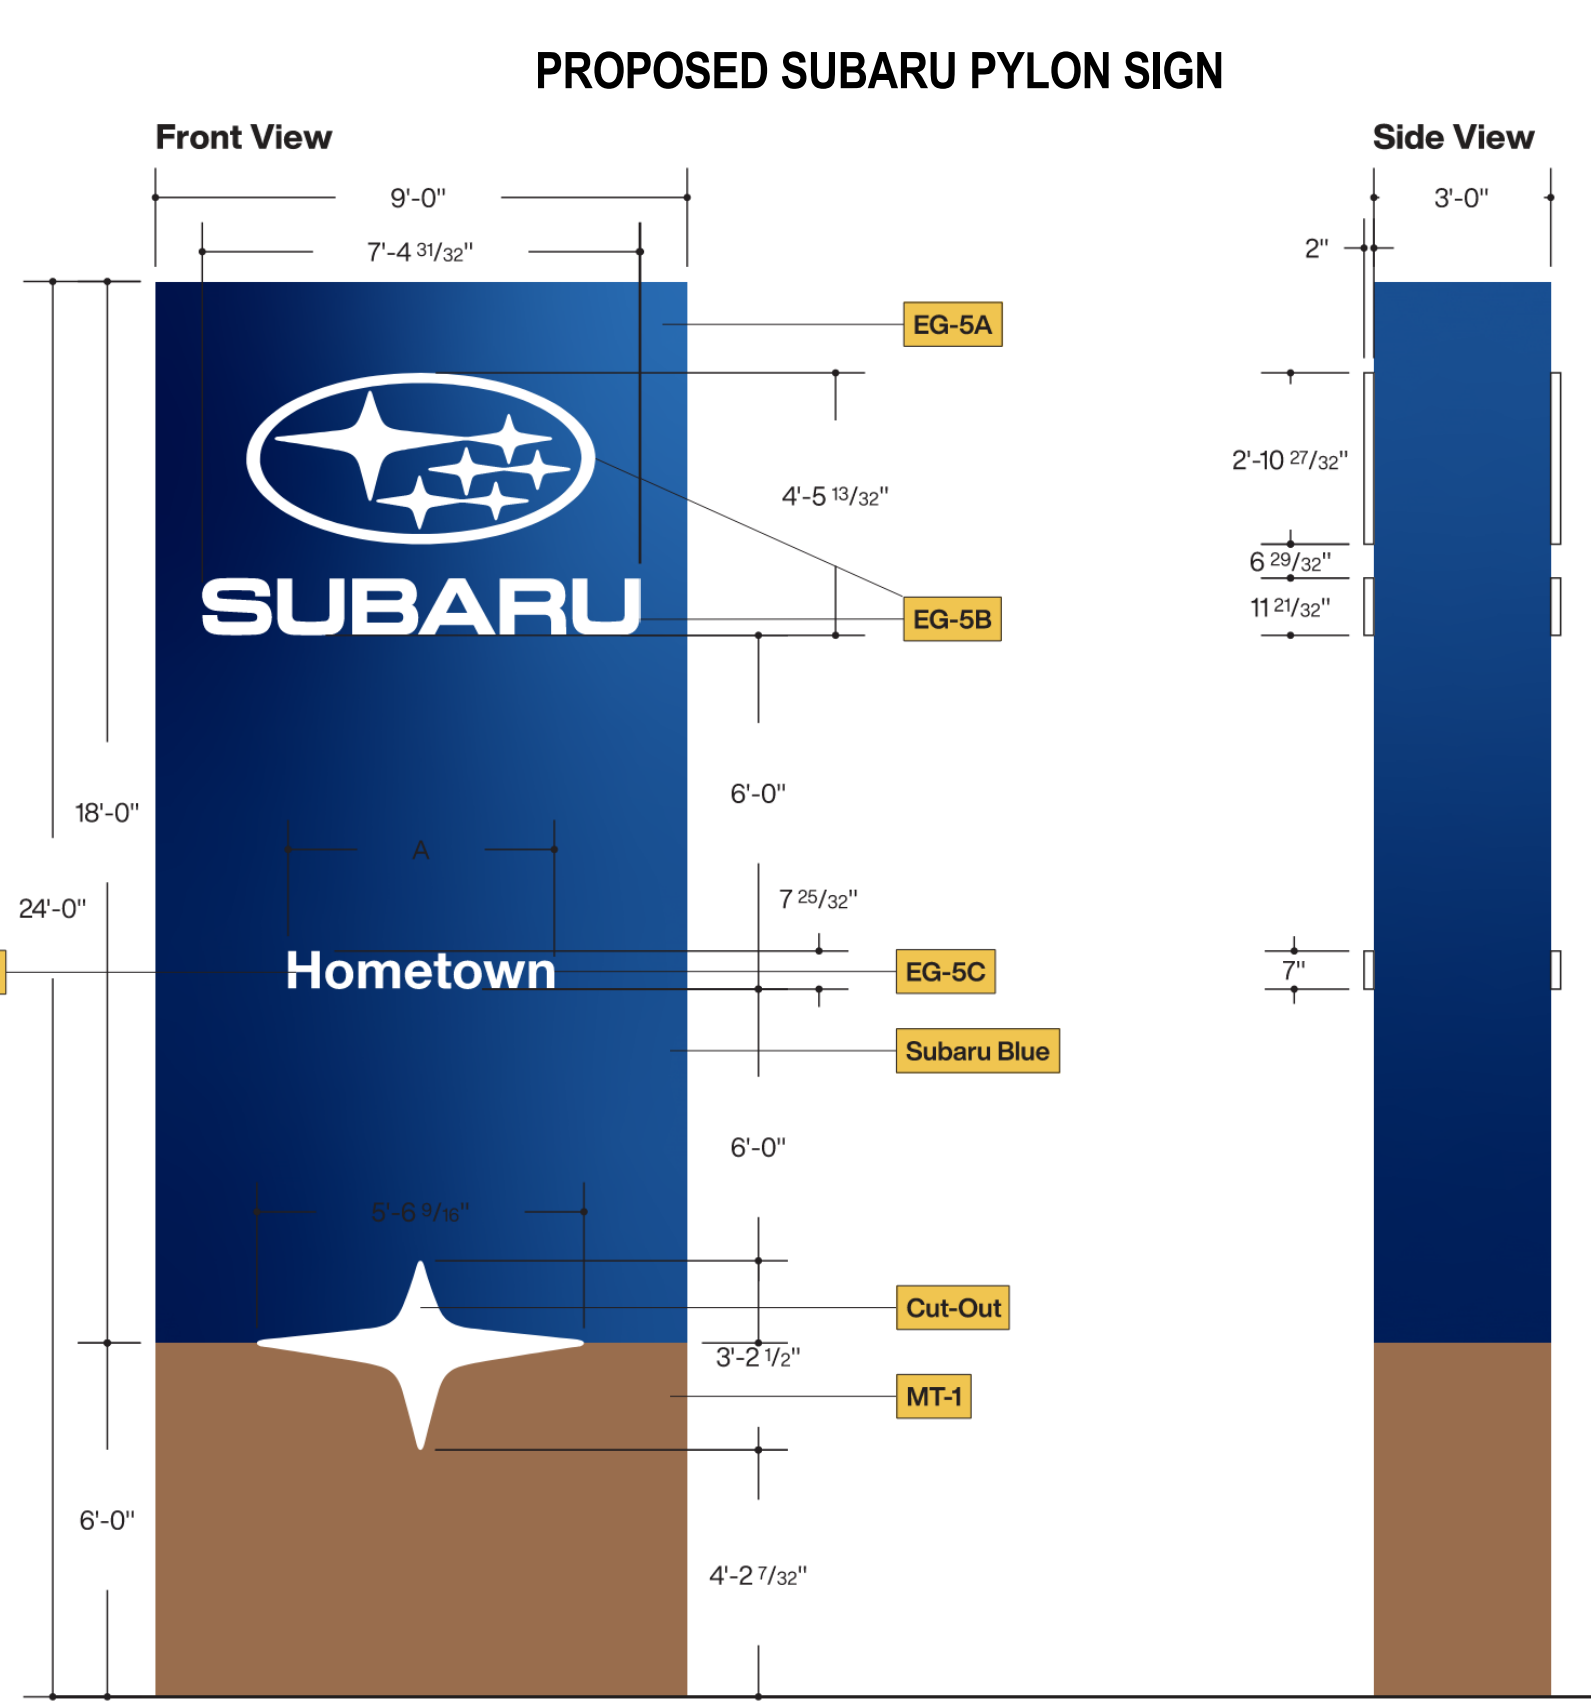 PROPOSED SUBARU PYLON SIGN
Front View
Side View
9'-0"
3'-0"
7'-4 31/32"
2"
EG-5A
2'-10 27/32"
4'-5 13/32"
6 29/32"
11 21/32"
SUBARU
EG-5B
6'-0"
18'-0"
A
7 25/32"
24'-0"
Hometown
EG-5C
7"
Subaru Blue
6'-0"
5'-6 9/16"
Cut-Out
3'-2 1/2"
MT-1
6'-0"
4'-2 7/32"